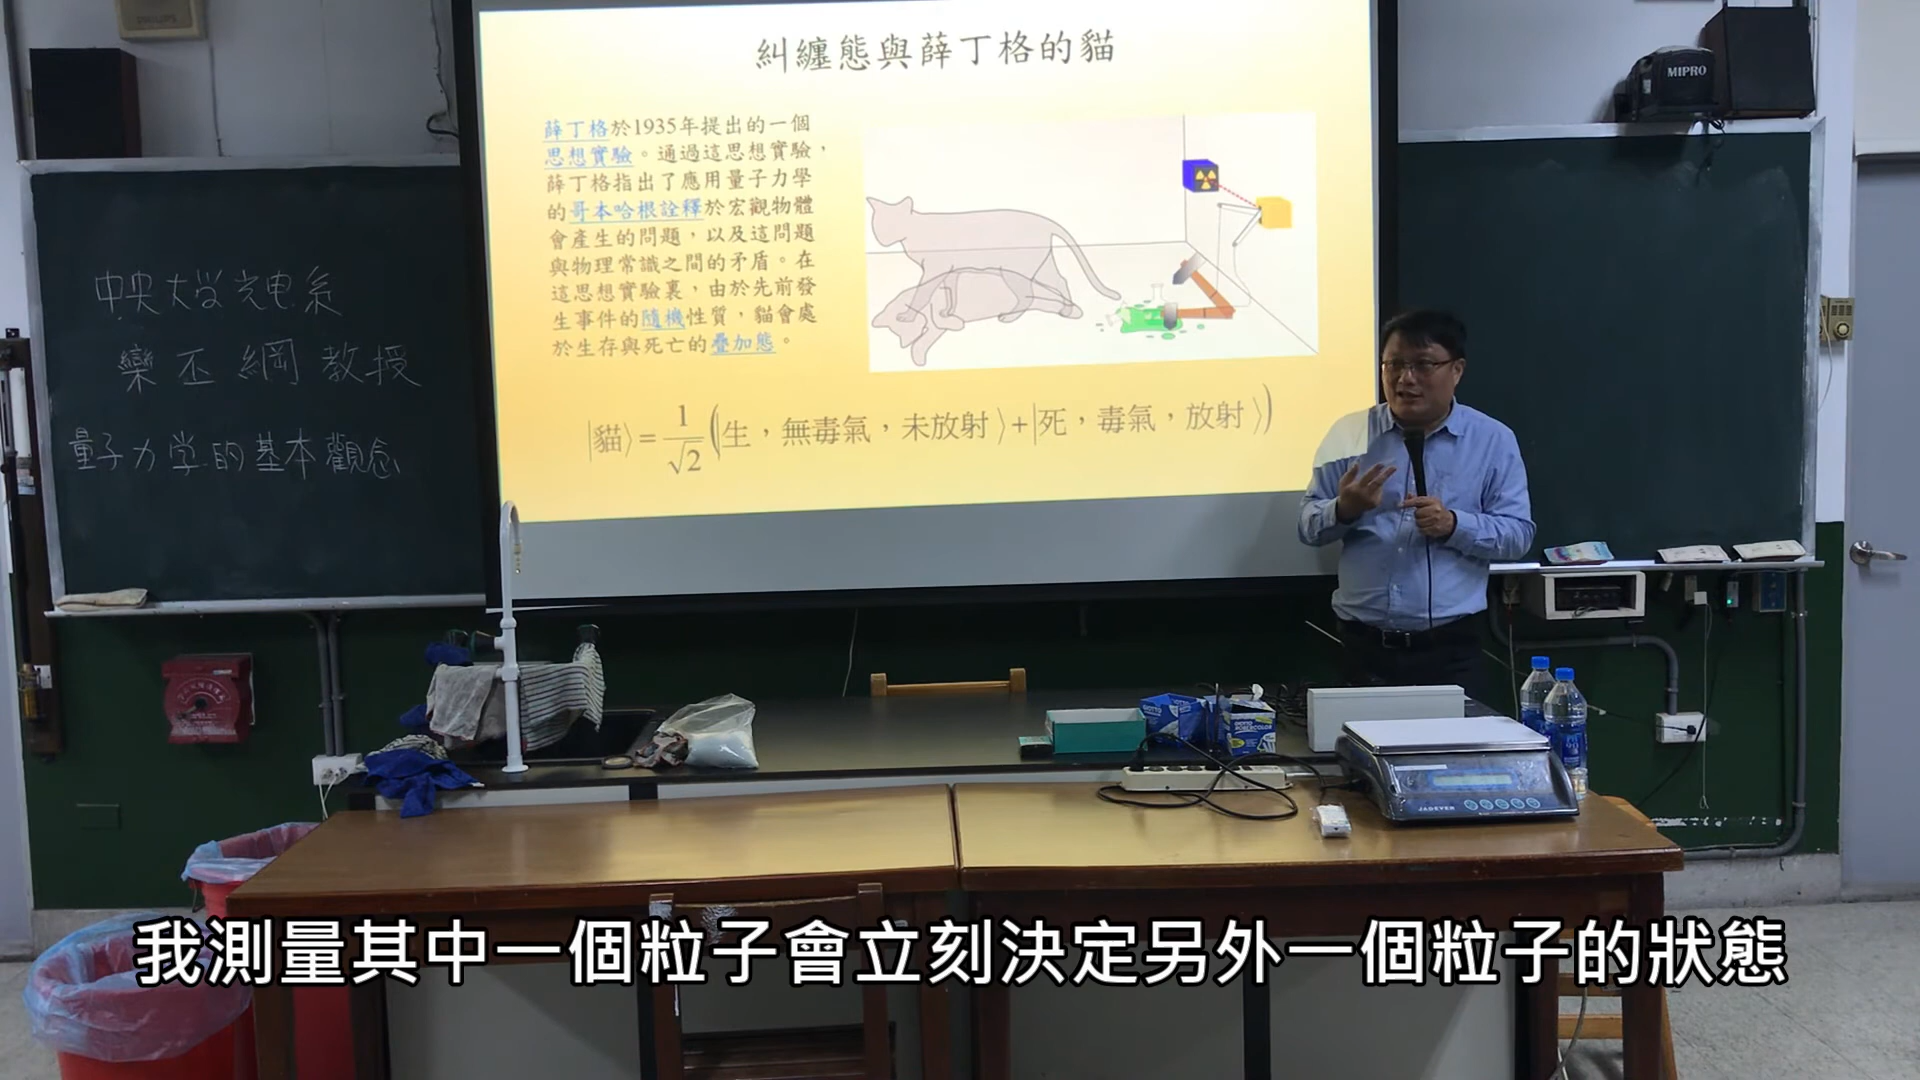 糾纏態與薛丁格的貓
薛丁格於1935年提出的一個
思想實驗。通過這思想實驗，
薛丁格指出了應用量子力學
的哥本哈根詮釋於宏觀物體
會產生的問題，以及這問題
與物理常識之間的矛盾。在
這思想實驗裏，由於先前發
生事件的隨機性質，貓會處
於生存與死亡的疊加態。
|貓⟩=1/√2(|生，無毒氣，未放射⟩+|死，毒氣，放射⟩)
中央大学光电系
欒丕綱教授
量子力学的基本觀念
MIPRO
JADEVER
我測量其中一個粒子會立刻決定另外一個粒子的狀態